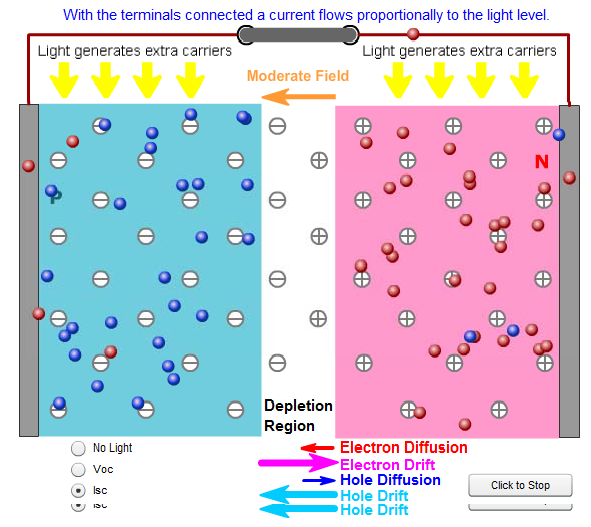 With the terminals connected a current flows proportionally to the light level.
Light generates extra carriers
Light generates extra carriers
Moderate Field
N
P
Depletion
Region
No Light
Voc
Isc
Isc
Electron Diffusion
Electron Drift
Hole Diffusion
Hole Drift
Hole Drift
Click to Stop